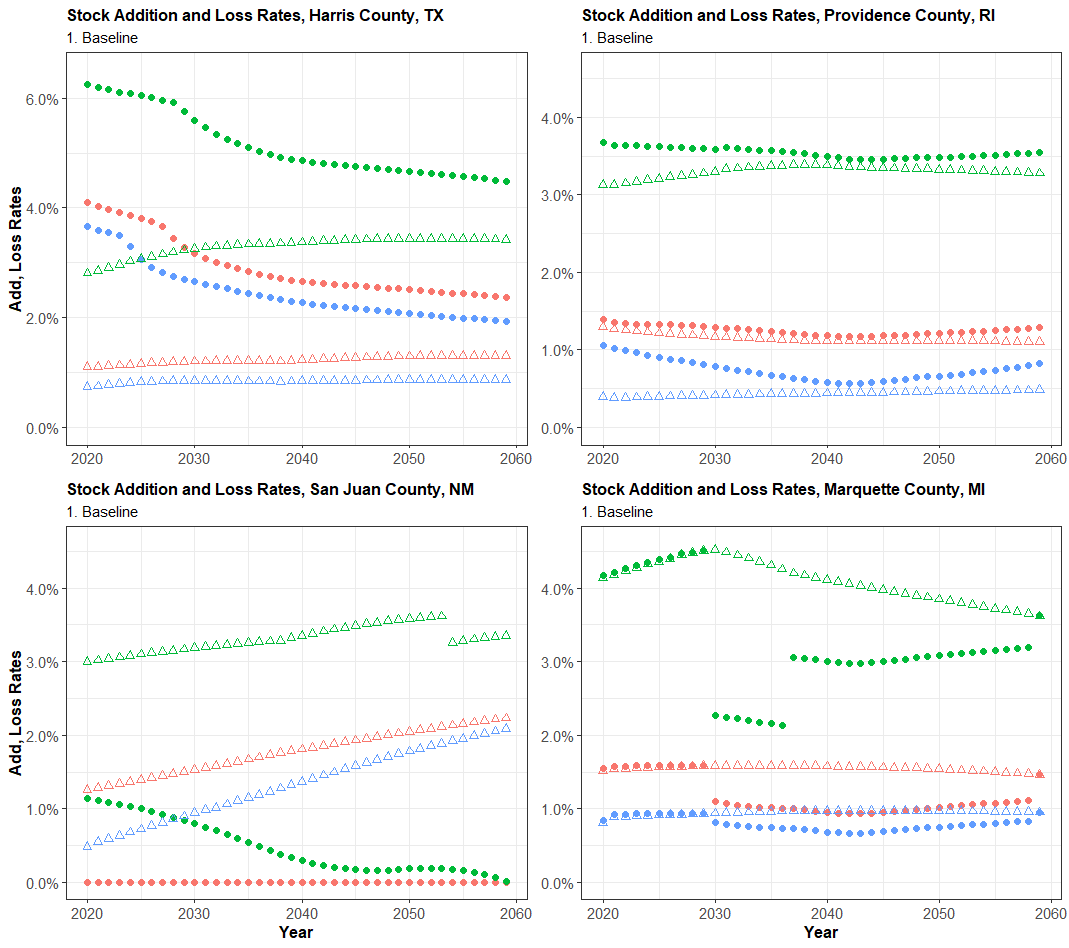 Stock Addition and Loss Rates, Harris County, TX
1. Baseline
6.0%
4.0%
2.0%
0.0%
Add, Loss Rates
2020 2030 2040 2050 2060
Stock Addition and Loss Rates, Providence County, RI
1. Baseline
4.0%
3.0%
2.0%
1.0%
0.0%
2020 2030 2040 2050 2060
Stock Addition and Loss Rates, San Juan County, NM
1. Baseline
4.0%
3.0%
2.0%
1.0%
0.0%
Add, Loss Rates
2020 2030 2040 2050 2060
Year
Stock Addition and Loss Rates, Marquette County, MI
1. Baseline
4.0%
3.0%
2.0%
1.0%
0.0%
2020 2030 2040 2050 2060
Year